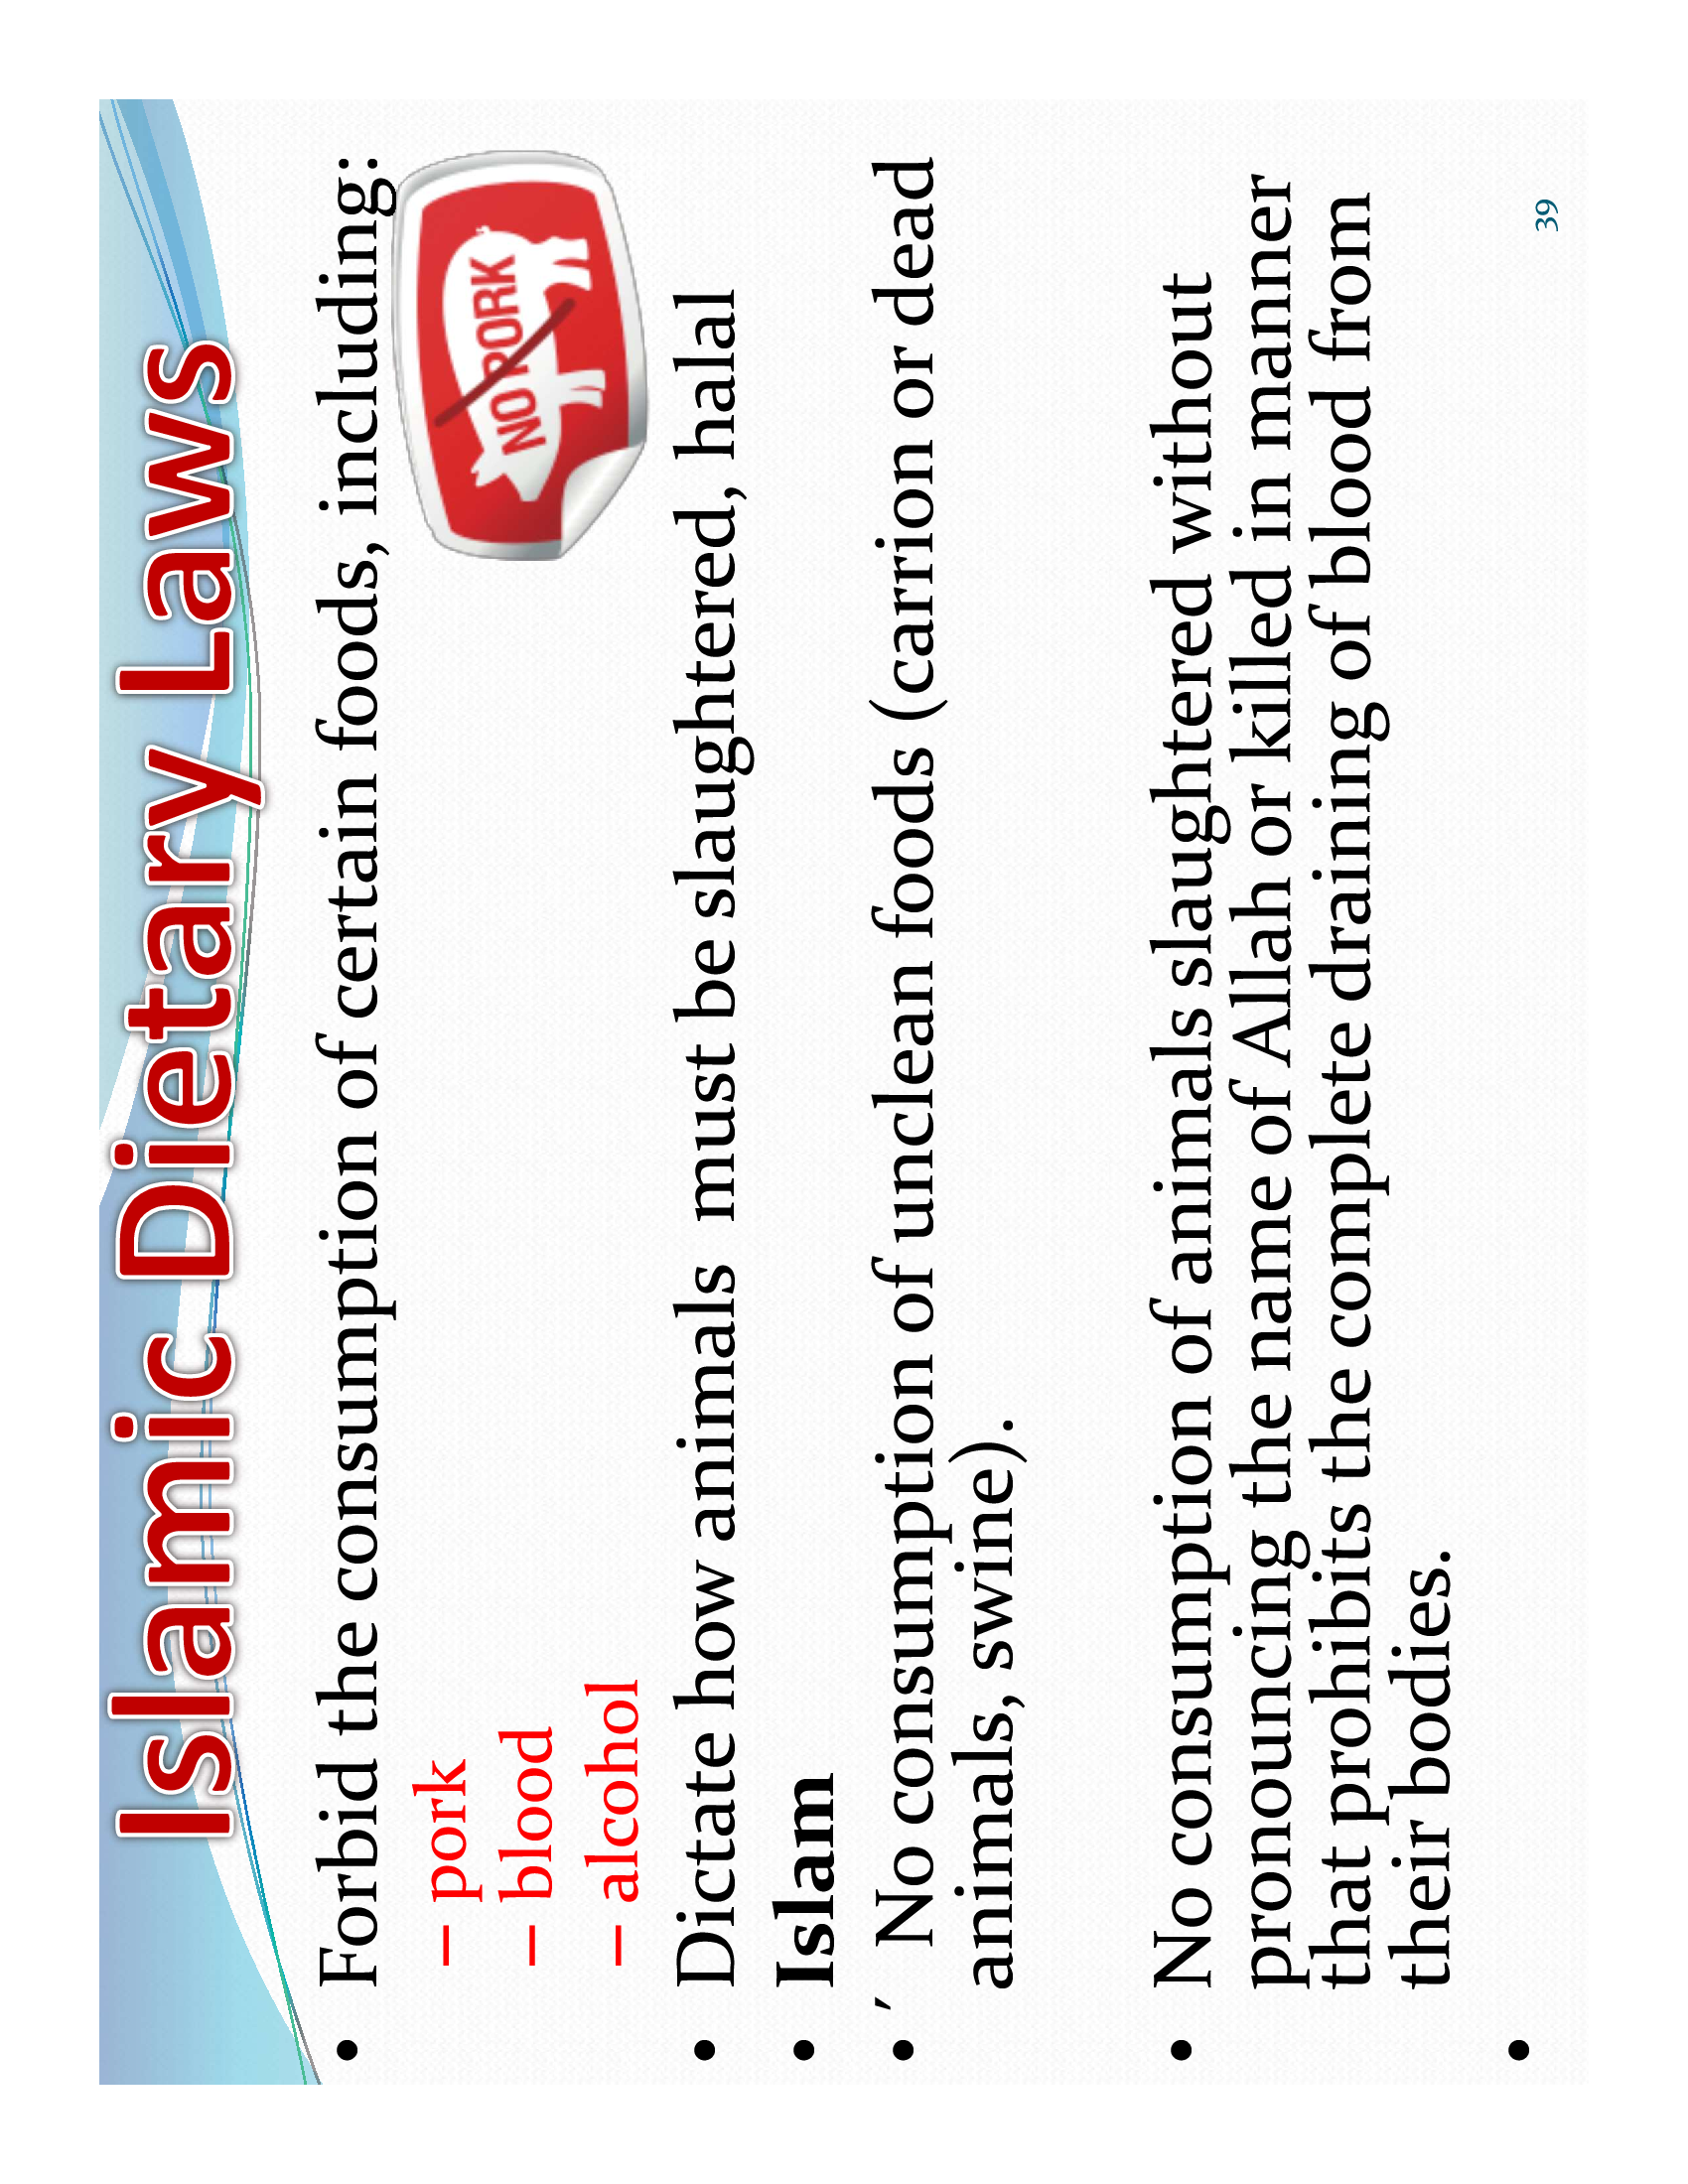 Islamic Dietary Laws
• Forbid the consumption of certain foods, including:
– pork
– blood
– alcohol
NO PORK
• Dictate how animals  must be slaughtered, halal
• Islam
• ′ No consumption of unclean foods (carrion or dead
animals, swine).
• No consumption of animals slaughtered without
pronouncing the name of Allah or killed in manner
that prohibits the complete draining of blood from
their bodies.
•
39